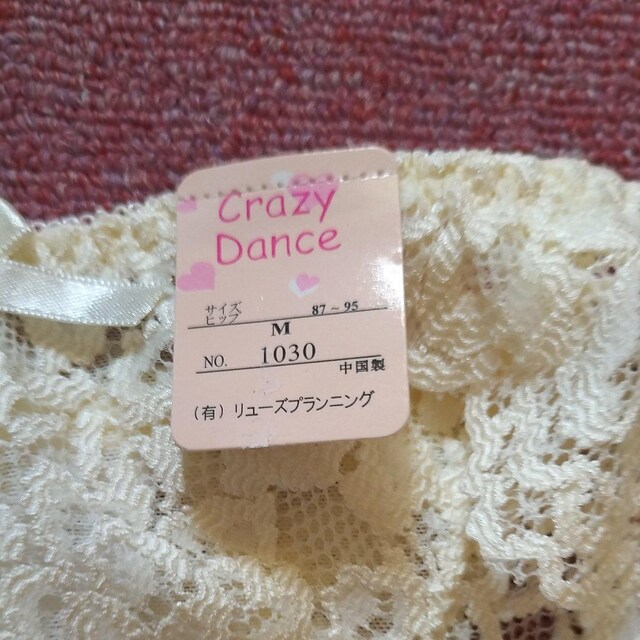 Crazy
Dance
サイズ
ヒップ 87~95
M
NO. 1030
中国製
(有) リューズプランニング